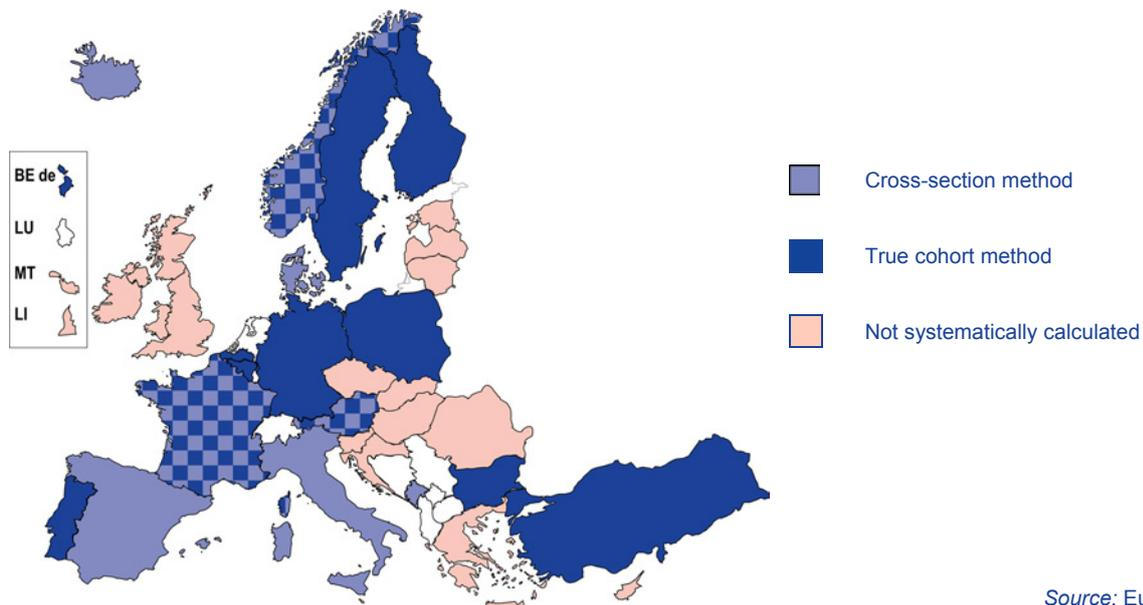 BE de
LU
MT
LI
Cross-section method
True cohort method
Not systematically calculated
Source: Eu